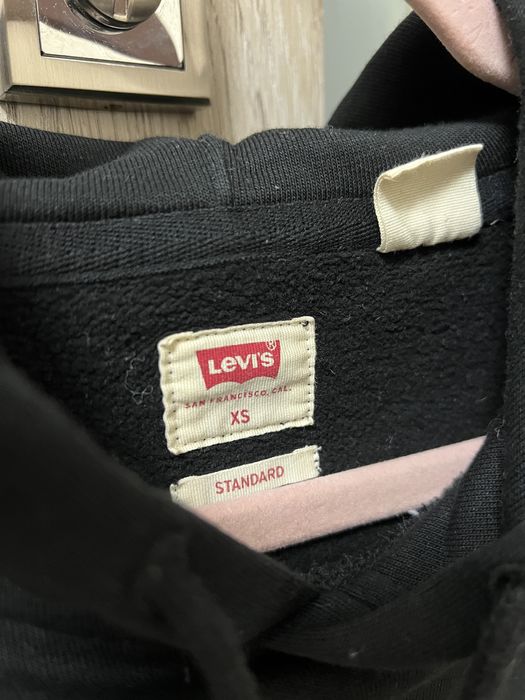 Levi's®
SAN FRANCISCO, CAL.
XS
STANDARD